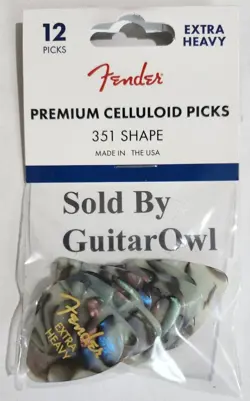 12
PICKS
EXTRA
HEAVY
Fender
PREMIUM CELLULOID PICKS
351 SHAPE
MADE IN THE USA
Sold By
GuitarOwl
Fender
EXTRA
HEAVY